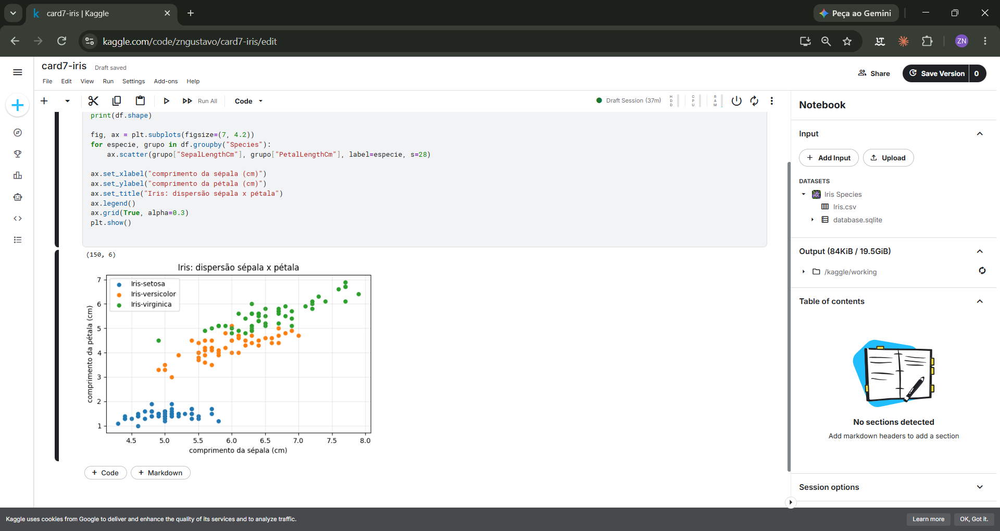 card7-iris | Kaggle
Peça ao Gemini
kaggle.com/code/zngustavo/card7-iris/edit
ZN
card7-iris Draft saved
File Edit View Run Settings Add-ons Help
Share
Save Version 0
Run All
Code
Draft Session (37m)
HDD
CPU
RAM
print(df.shape)
fig, ax = plt.subplots(figsize=(7, 4.2))
for especie, grupo in df.groupby("Species"):
    ax.scatter(grupo["SepalLengthCm"], grupo["PetalLengthCm"], label=especie, s=28)
ax.set_xlabel("comprimento da sépala (cm)")
ax.set_ylabel("comprimento da pétala (cm)")
ax.set_title("Iris: dispersão sépala x pétala")
ax.legend()
ax.grid(True, alpha=0.3)
plt.show()
(150, 6)
Iris: dispersão sépala x pétala
Iris-setosa
Iris-versicolor
Iris-virginica
comprimento da pétala (cm)
7
6
5
4
3
2
1
4.5 5.0 5.5 6.0 6.5 7.0 7.5 8.0
comprimento da sépala (cm)
+ Code + Markdown
Notebook
Input
+ Add Input Upload
DATASETS
Iris Species
Iris.csv
database.sqlite
Output (84KiB / 19.5GiB)
/kaggle/working
Table of contents
No sections detected
Add markdown headers to add a section
Session options
Kaggle uses cookies from Google to deliver and enhance the quality of its services and to analyze traffic.
Learn more OK, Got it.